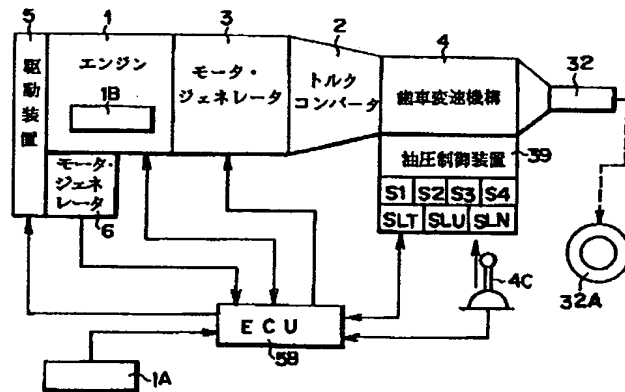 5
1
3
2
4
32
駆動装置
エンジン
1B
モータ・
ジェネレータ
トルク
コンバータ
歯車変速機構
油圧制御装置
39
モータ・
ジェネ
レータ
6
S1 S2 S3 S4
SLT SLU SLN
4C
32A
ECU
58
1A